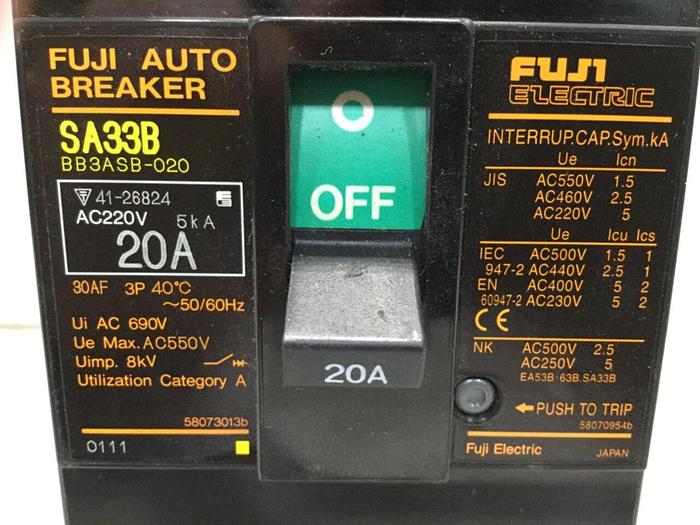 FUJI AUTO
BREAKER
SA33B
BB3ASB-020
41-26824
AC220V 5kA
20A
30AF 3P 40°C
~50/60Hz
Ui AC 690V
Ue Max.AC550V
Uimp. 8kV
Utilization Category A
58073013b
0111
O
OFF
20A
FUJI
ELECTRIC
INTERRUP.CAP.Sym.kA
Ue Icn
JIS AC550V 1.5
AC460V 2.5
AC220V 5
Ue Icu Ics
IEC AC500V 1.5 1
947-2 AC440V 2.5 1
EN AC400V 5 2
60947-2 AC230V 5 2
CE
NK AC500V 2.5
AC250V 5
EA53B·63B.SA33B
←PUSH TO TRIP
58070954b
Fuji Electric JAPAN